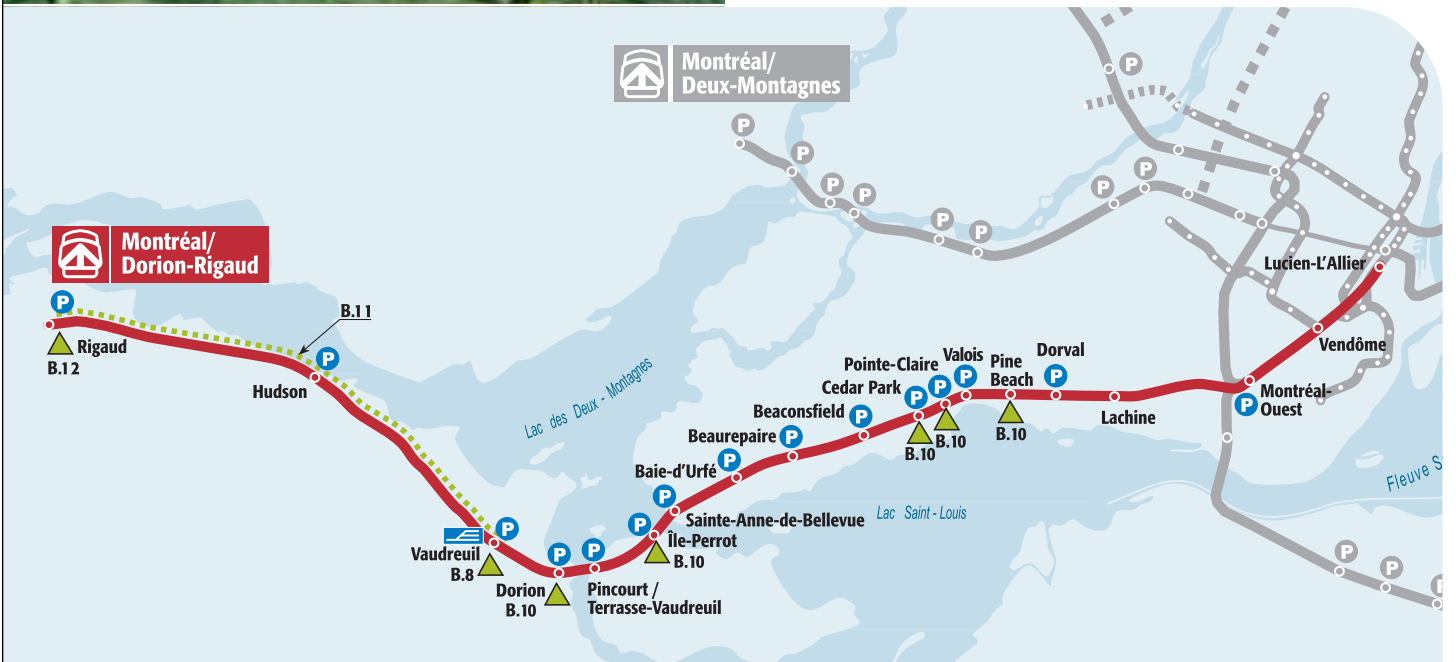 Montréal/
Deux-Montagnes
P
P
P
P
P
P
P
P
P
Montréal/
Dorion-Rigaud
P
Rigaud
B.12
B.11
P
Hudson
Lac des Deux - Montagnes
P
Vaudreuil
B.8
P
Dorion
B.10
P
Pincourt /
Terrasse-Vaudreuil
P
Île-Perrot
B.10
P
Sainte-Anne-de-Bellevue
Baie-d'Urfé
P
Beaurepaire
P
Beaconsfield
P
Cedar Park
P
B.10
Pointe-Claire
P
B.10
Valois
P
Pine
Beach
B.10
Dorval
P
Lachine
Lac Saint - Louis
P
Montréal-
Ouest
Vendôme
Lucien-L'Allier
Fleuve S
P
P
P